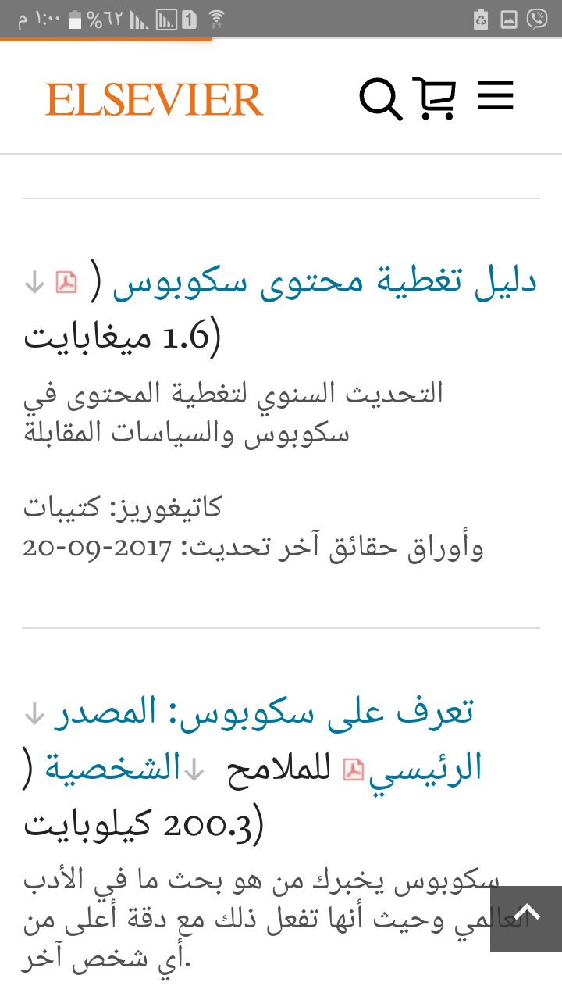 ١:٠٠ م ٦٢% 1
ELSEVIER
دليل تغطية محتوى سكوبوس (
1.6 ميغابايت)
التحديث السنوي لتغطية المحتوى في
سكوبوس والسياسات المقابلة
كاتيغوريز: كتيبات
وأوراق حقائق آخر تحديث: 2017-09-20
تعرف على سكوبوس: المصدر
الرئيسي للملامح الشخصية (
200.3 كيلوبايت)
سكوبوس يخبرك من هو بحث ما في الأدب
العالمي وحيث أنها تفعل ذلك مع دقة أعلى من
أي شخص آخر.